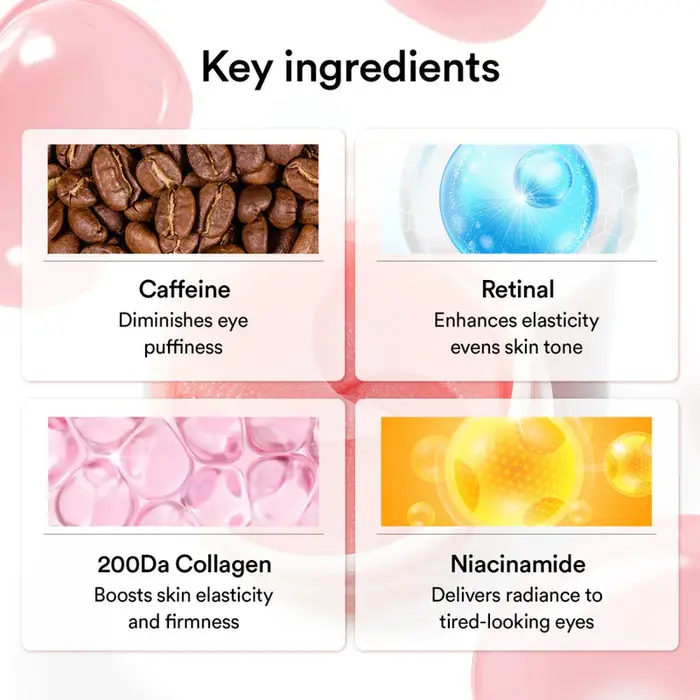 Key ingredients
Caffeine
Diminishes eye
puffiness
Retinal
Enhances elasticity
evens skin tone
200Da Collagen
Boosts skin elasticity
and firmness
Niacinamide
Delivers radiance to
tired-looking eyes